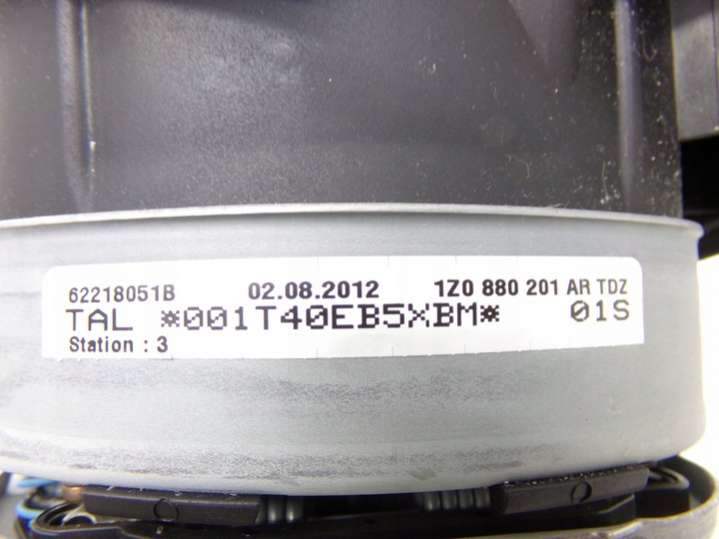 62218051B 02.08.2012 1Z0 880 201 AR TDZ
TAL *001T40EB5XBM* 01S
Station : 3